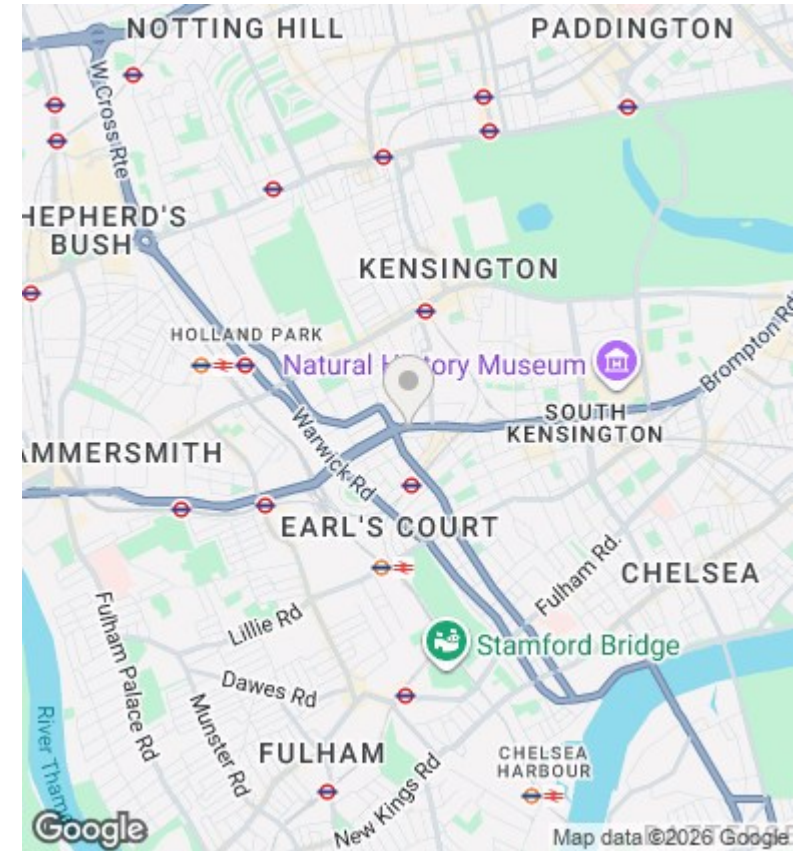 NOTTING HILL
PADDINGTON
W Cross Rte
HEPHERD'S
BUSH
KENSINGTON
HOLLAND PARK
Natural History Museum
Brompton Rd
SOUTH
KENSINGTON
AMMERSMITH
Warwick Rd
EARL'S COURT
Fulham Rd.
CHELSEA
Lillie Rd
Stamford Bridge
Fulham Palace Rd
Dawes Rd
Munster Rd
River Tham
FULHAM
CHELSEA
HARBOUR
New Kings Rd
Google
Map data ©2026 Google